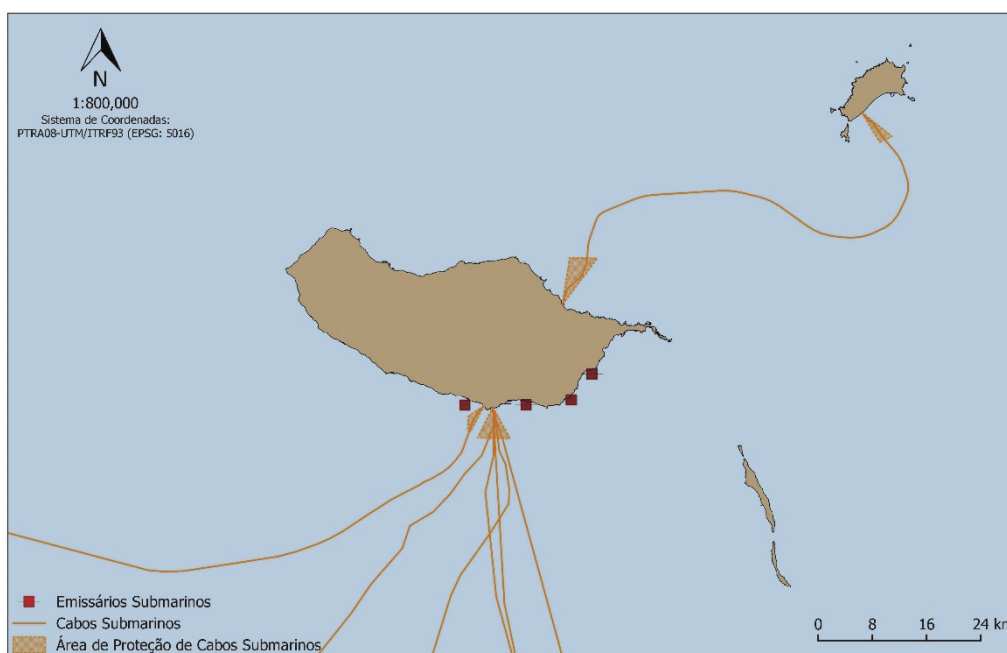 N
1:800,000
Sistema de Coordenadas:
PTRA08-UTM/ITRF93 (EPSG: 5016)
Emissários Submarinos
Cabos Submarinos
Área de Proteção de Cabos Submarinos
0 8 16 24 km